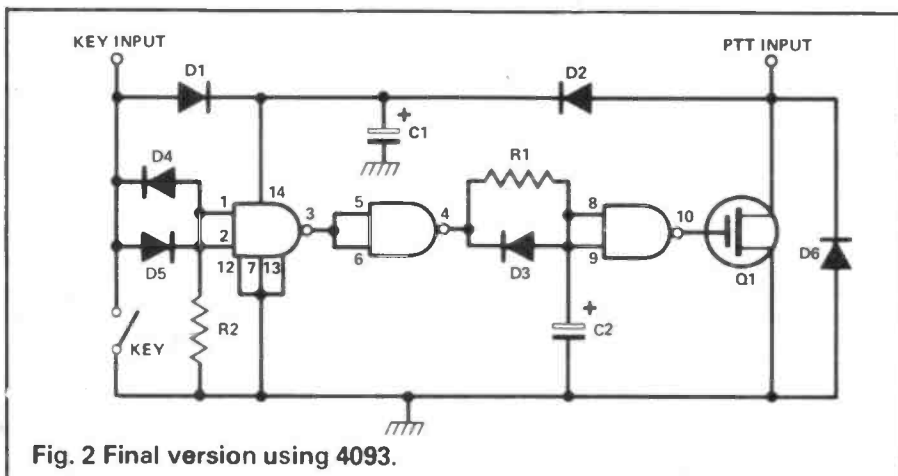 KEY INPUT
PTT INPUT
D1
D2
+
C1
D4
R1
1
14
3
5
4
8
10
2
6
9
D5
12
7
13
D3
Q1
D6
R2
+
C2
KEY
Fig. 2 Final version using 4093.